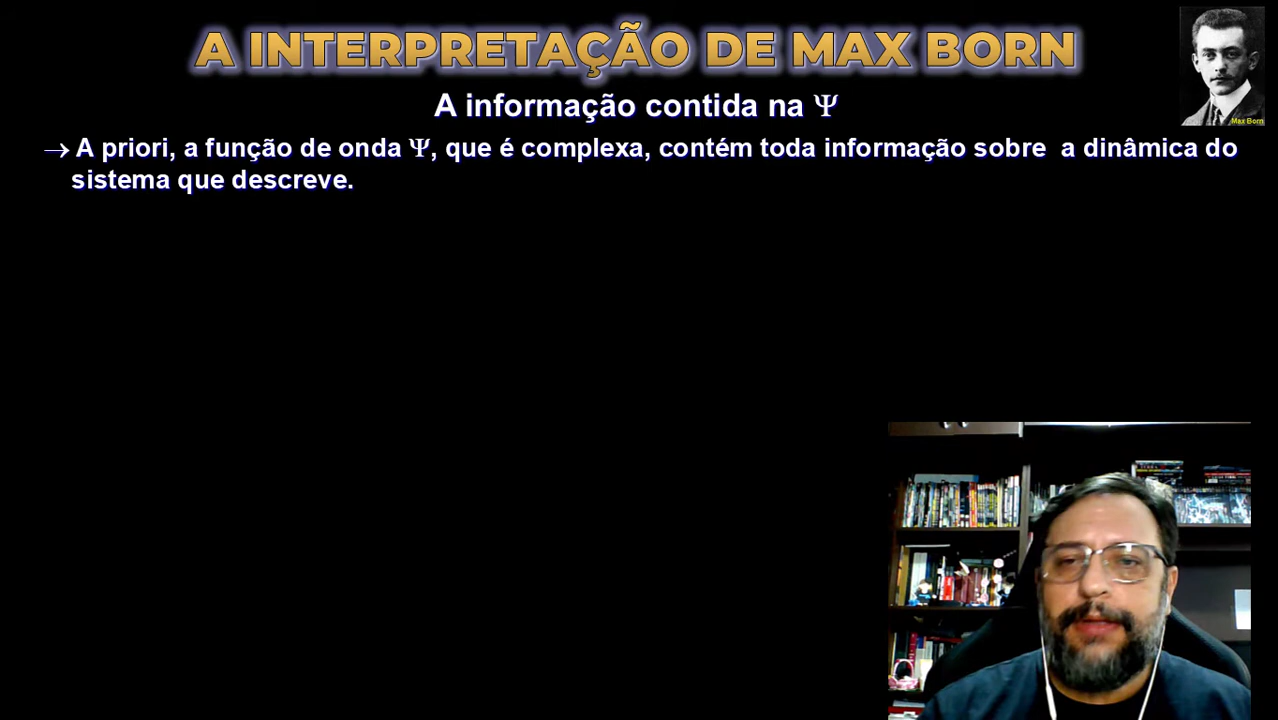 A INTERPRETAÇÃO DE MAX BORN
Max Born
A informação contida na Ψ
→ A priori, a função de onda Ψ, que é complexa, contém toda informação sobre a dinâmica do
sistema que descreve.